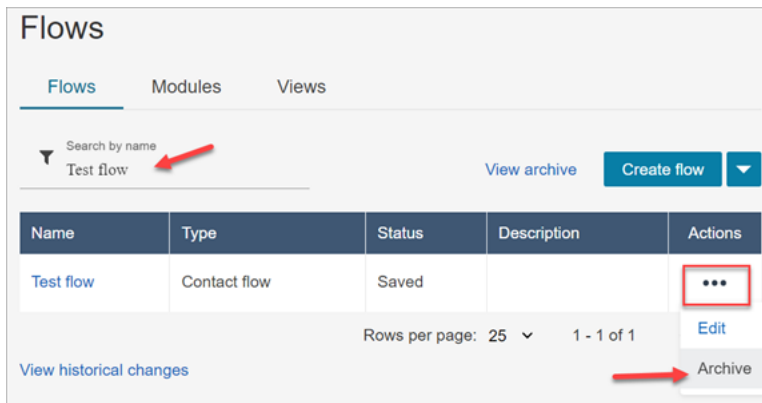 Flows
Flows Modules Views
Search by name
Test flow
View archive Create flow
Name Type Status Description Actions
Test flow Contact flow Saved •••
Rows per page: 25 1 - 1 of 1
Edit
View historical changes
Archive